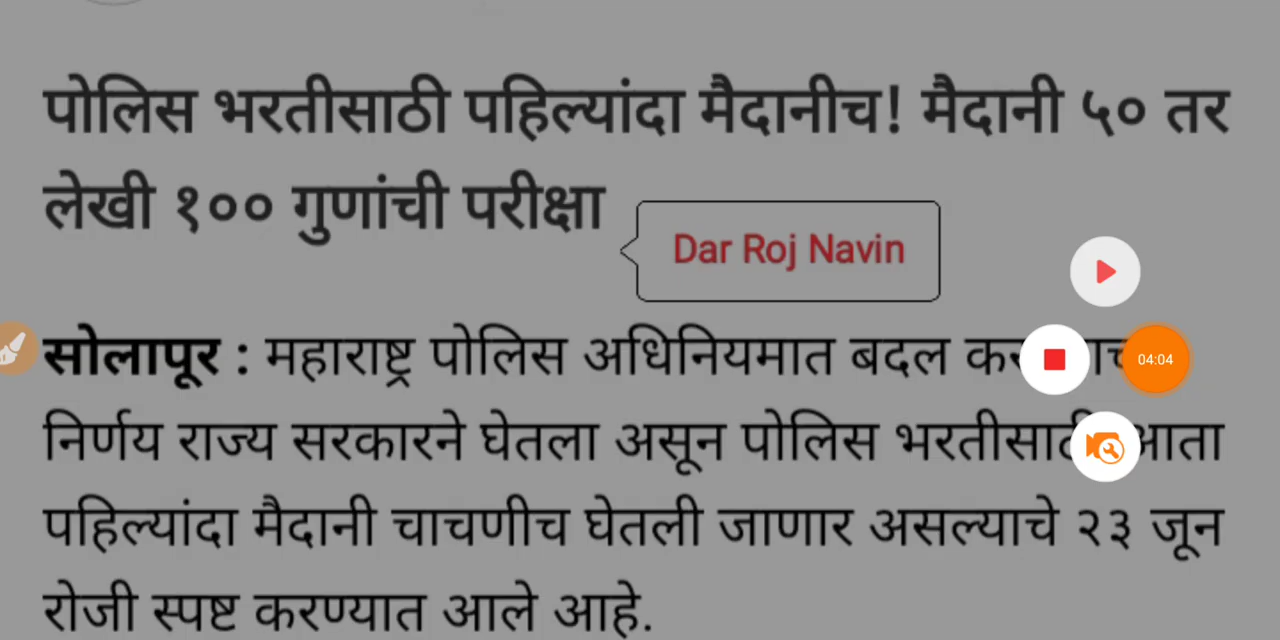 पोलिस भरतीसाठी पहिल्यांदा मैदानीच! मैदानी ५० तर
लेखी १०० गुणांची परीक्षा
Dar Roj Navin
सोलापूर : महाराष्ट्र पोलिस अधिनियमात बदल
04:04
निर्णय राज्य सरकारने घेतला असून पोलिस भरतीसाठी आता
पहिल्यांदा मैदानी चाचणीच घेतली जाणार असल्याचे २३ जून
रोजी स्पष्ट करण्यात आले आहे.